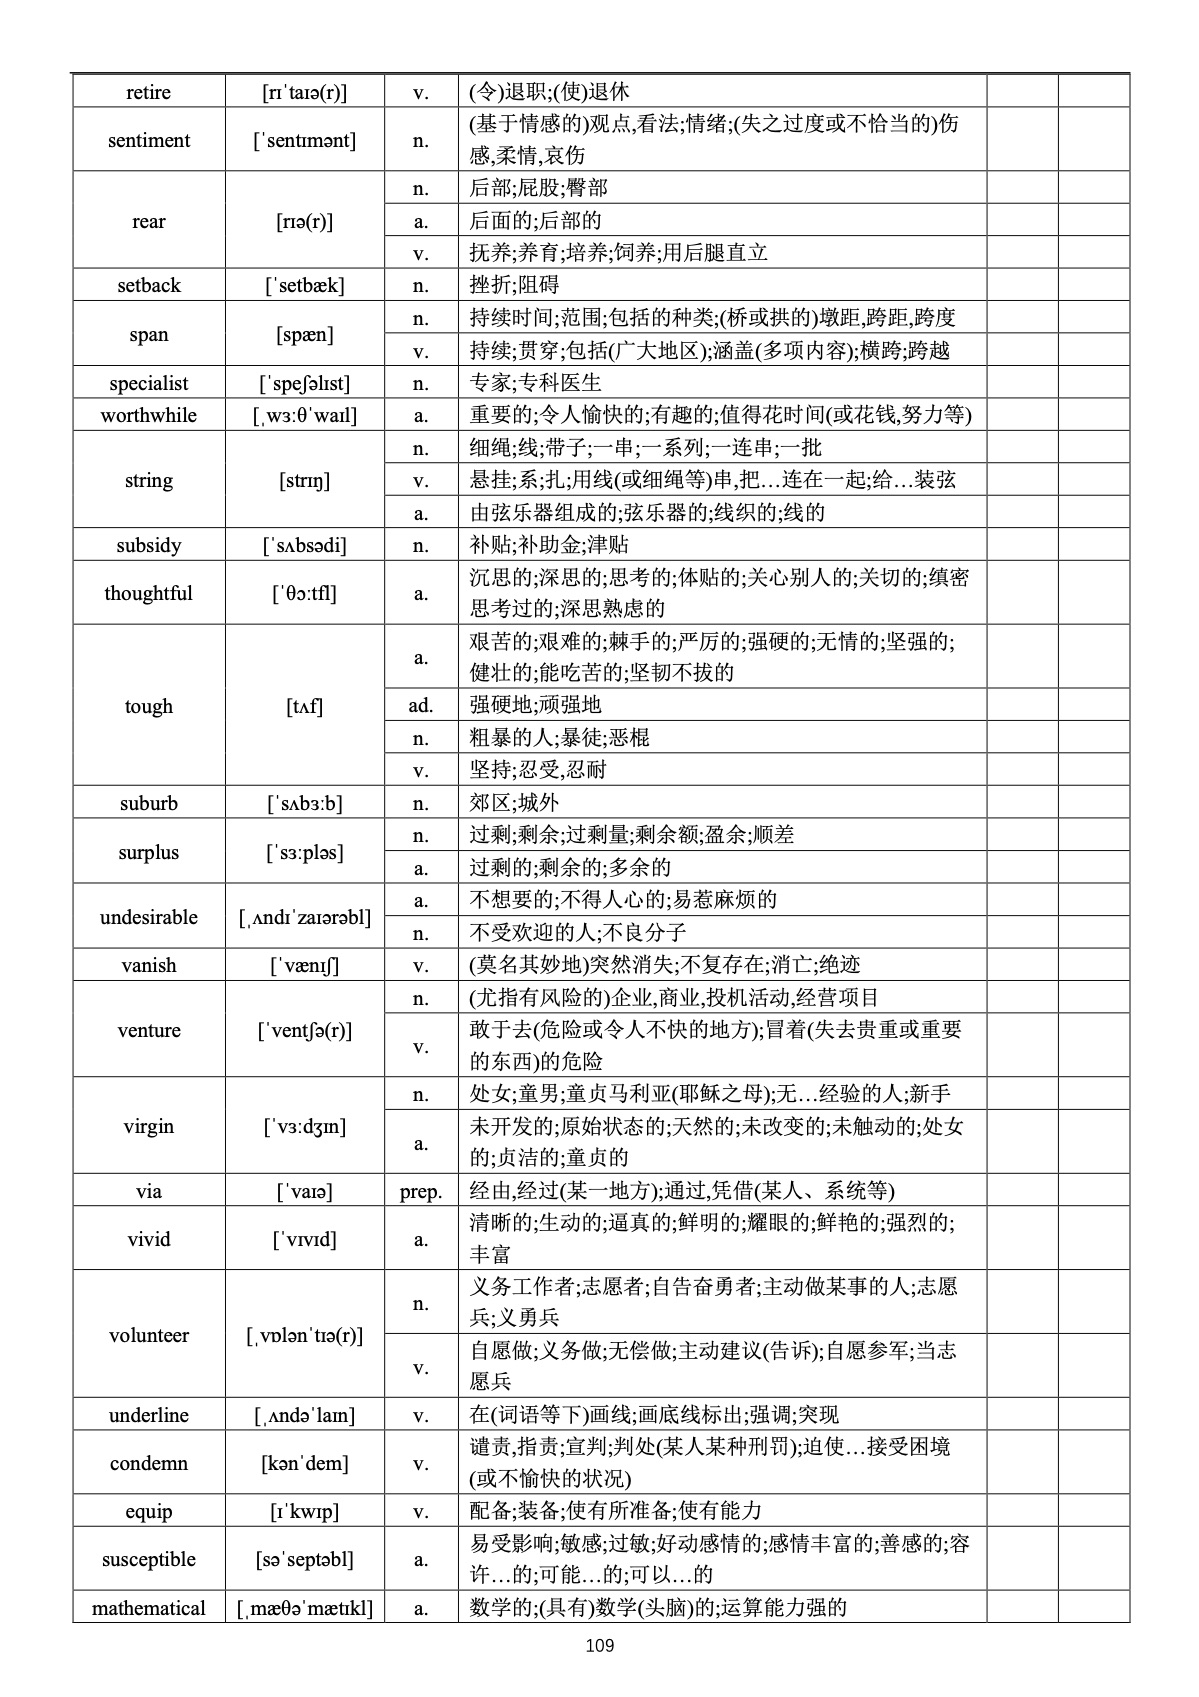 retire [rɪˈtaɪə(r)] v. (令)退职;(使)退休
sentiment [ˈsentɪmənt] n. (基于情感的)观点,看法;情绪;(失之过度或不恰当的)伤
感,柔情,哀伤
rear [rɪə(r)] n. 后部;屁股;臀部
a. 后面的;后部的
v. 抚养;养育;培养;饲养;用后腿直立
setback [ˈsetbæk] n. 挫折;阻碍
span [spæn] n. 持续时间;范围;包括的种类;(桥或拱的)墩距,跨距,跨度
v. 持续;贯穿;包括(广大地区);涵盖(多项内容);横跨;跨越
specialist [ˈspeʃəlɪst] n. 专家;专科医生
worthwhile [ˌwɜːθˈwaɪl] a. 重要的;令人愉快的;有趣的;值得花时间(或花钱,努力等)
string [strɪŋ] n. 细绳;线;带子;一串;一系列;一连串;一批
v. 悬挂;系;扎;用线(或细绳等)串,把…连在一起;给…装弦
a. 由弦乐器组成的;弦乐器的;线织的;线的
subsidy [ˈsʌbsədi] n. 补贴;补助金;津贴
thoughtful [ˈθɔːtfl] a. 沉思的;深思的;思考的;体贴的;关心别人的;关切的;缜密
思考过的;深思熟虑的
tough [tʌf] a. 艰苦的;艰难的;棘手的;严厉的;强硬的;无情的;坚强的;
健壮的;能吃苦的;坚韧不拔的
ad. 强硬地;顽强地
n. 粗暴的人;暴徒;恶棍
v. 坚持;忍受,忍耐
suburb [ˈsʌbɜːb] n. 郊区;城外
surplus [ˈsɜːpləs] n. 过剩;剩余;过剩量;剩余额;盈余;顺差
a. 过剩的;剩余的;多余的
undesirable [ˌʌndɪˈzaɪərəbl] a. 不想要的;不得人心的;易惹麻烦的
n. 不受欢迎的人;不良分子
vanish [ˈvænɪʃ] v. (莫名其妙地)突然消失;不复存在;消亡;绝迹
venture [ˈventʃə(r)] n. (尤指有风险的)企业,商业,投机活动,经营项目
v. 敢于去(危险或令人不快的地方);冒着(失去贵重或重要
的东西)的危险
virgin [ˈvɜːdʒɪn] n. 处女;童男;童贞马利亚(耶稣之母);无…经验的人;新手
a. 未开发的;原始状态的;天然的;未改变的;未触动的;处女
的;贞洁的;童贞的
via [ˈvaɪə] prep. 经由,经过(某一地方);通过,凭借(某人、系统等)
vivid [ˈvɪvɪd] a. 清晰的;生动的;逼真的;鲜明的;耀眼的;鲜艳的;强烈的;
丰富
volunteer [ˌvɒlənˈtɪə(r)] n. 义务工作者;志愿者;自告奋勇者;主动做某事的人;志愿
兵;义勇兵
v. 自愿做;义务做;无偿做;主动建议(告诉);自愿参军;当志
愿兵
underline [ˌʌndəˈlaɪn] v. 在(词语等下)画线;画底线标出;强调;突现
condemn [kənˈdem] v. 谴责,指责;宣判;判处(某人某种刑罚);迫使…接受困境
(或不愉快的状况)
equip [ɪˈkwɪp] v. 配备;装备;使有所准备;使有能力
susceptible [səˈseptəbl] a. 易受影响;敏感;过敏;好动感情的;感情丰富的;善感的;容
许…的;可能…的;可以…的
mathematical [ˌmæθəˈmætɪkl] a. 数学的;(具有)数学(头脑)的;运算能力强的
109